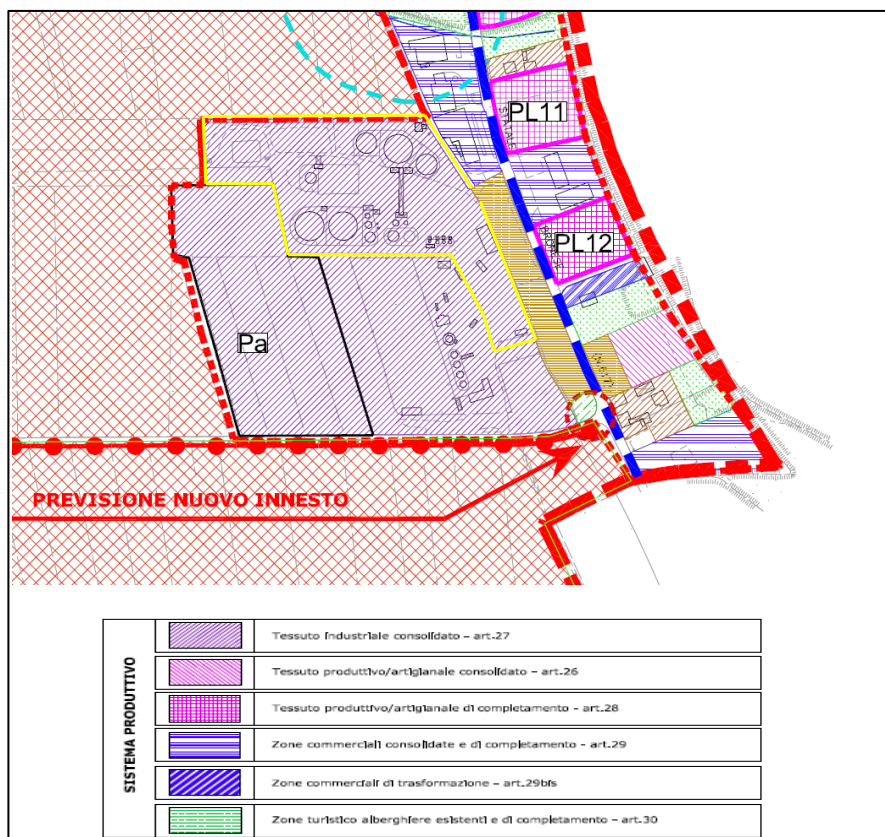 PL11
STATALE
PL12
Pa
PREVISIONE NUOVO INNESTO
SISTEMA PRODUTTIVO
Tessuto industriale consolidato - art.27
Tessuto produttivo/artigianale consolidato - art.26
Tessuto produttivo/artigianale di completamento - art.28
Zone commerciali consolidate e di completamento - art.29
Zone commerciali di trasformazione - art.29bis
Zone turistico alberghiere esistenti e di completamento - art.30